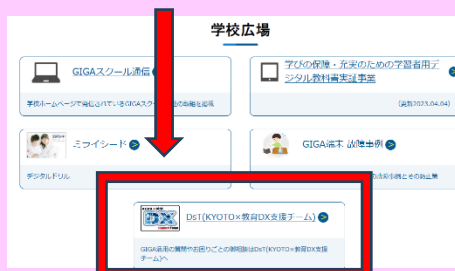 学校広場
GIGAスクール通信
学びの保障・充実のための学習者用デ
ジタル教科書実証事業
学校ホームページで発信されているGIGAスク
の取組を掲載
(更新2023.04.04)
ミライシード
GIGA端末 故障事例
デジタルドリル
DX
DsT(KYOTO×教育DX支援チーム)
GIGA活用の質問やお困りごとの御相談はDsT(KYOTO×教育DX支援
チーム)へ